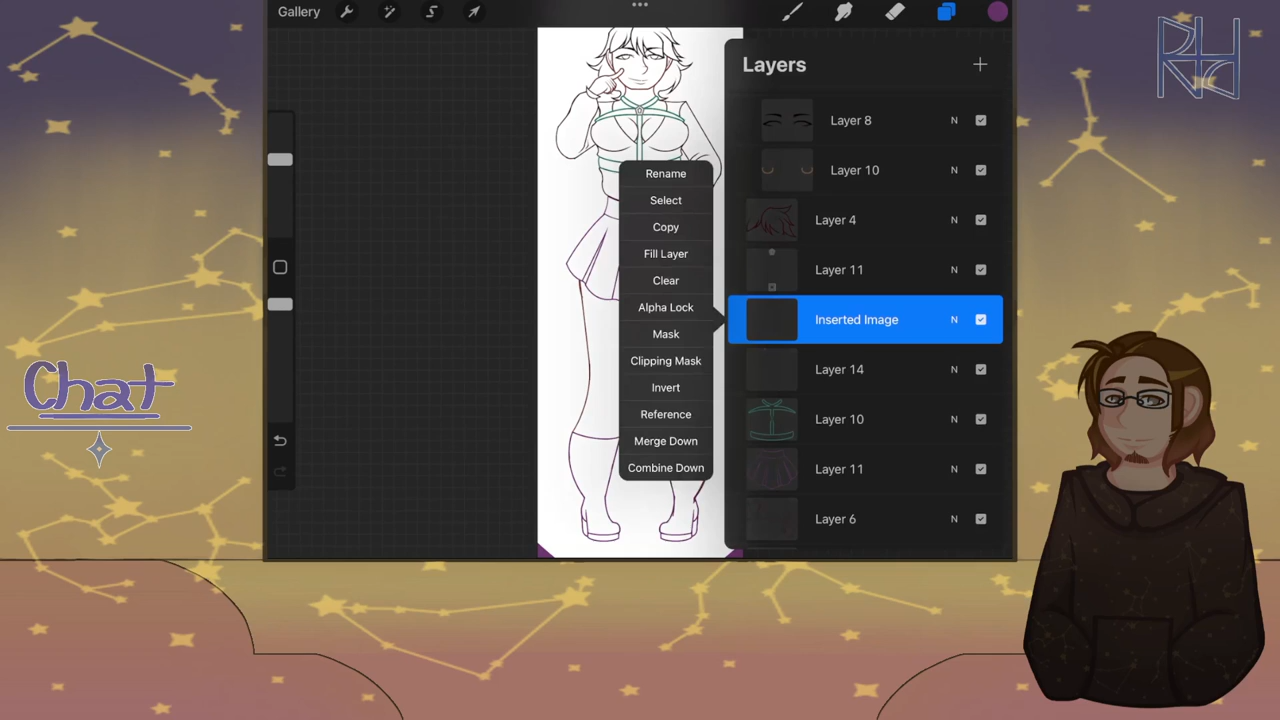 Gallery
Layers
Layer 8 N
Layer 10 N
Layer 4 N
Layer 11 N
Inserted Image N
Layer 14 N
Layer 10 N
Layer 11 N
Layer 6 N
Rename
Select
Copy
Fill Layer
Clear
Alpha Lock
Mask
Clipping Mask
Invert
Reference
Merge Down
Combine Down
Chat